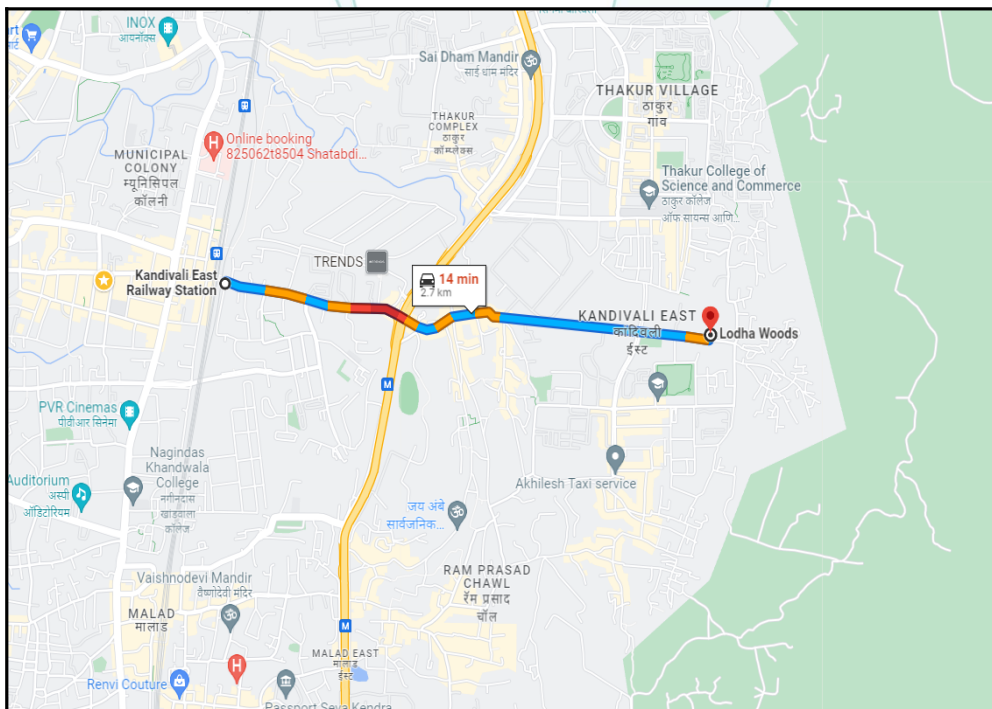 INOX
आयनॉक्स
Sai Dham Mandir
साई धाम मंदिर
THAKUR VILLAGE
ठाकुर
गांव
THAKUR
COMPLEX
ठाकुर
कॉम्प्लेक्स
Online booking
825062t8504 Shatabdi...
MUNICIPAL
COLONY
म्यूनिसिपल
कॉलनी
Thakur College of
Science and Commerce
ठाकुर कॉलेज
ऑफ सायन्स आणि...
TRENDS
Kandivali East
Railway Station
14 min
2.7 km
KANDIVALI EAST
कांदिवली
ईस्ट
Lodha Woods
M
PVR Cinemas
पीवीआर सिनेमा
Nagindas
Khandwala
College
नगीनदास
खांडवाला
कॉलेज
Auditorium
अस्पी
ऑडिटोरियम
Akhilesh Taxi service
जय अंबे
सार्वजनिक...
RAM PRASAD
CHAWL
रॅम प्रसाद
चॉल
Vaishnodevi Mandir
वैष्णोदेवी मंदिर
MALAD
मालाड
M
MALAD EAST
मालाड
ईस्ट
H
Renvi Couture
Passport Seva Kendra